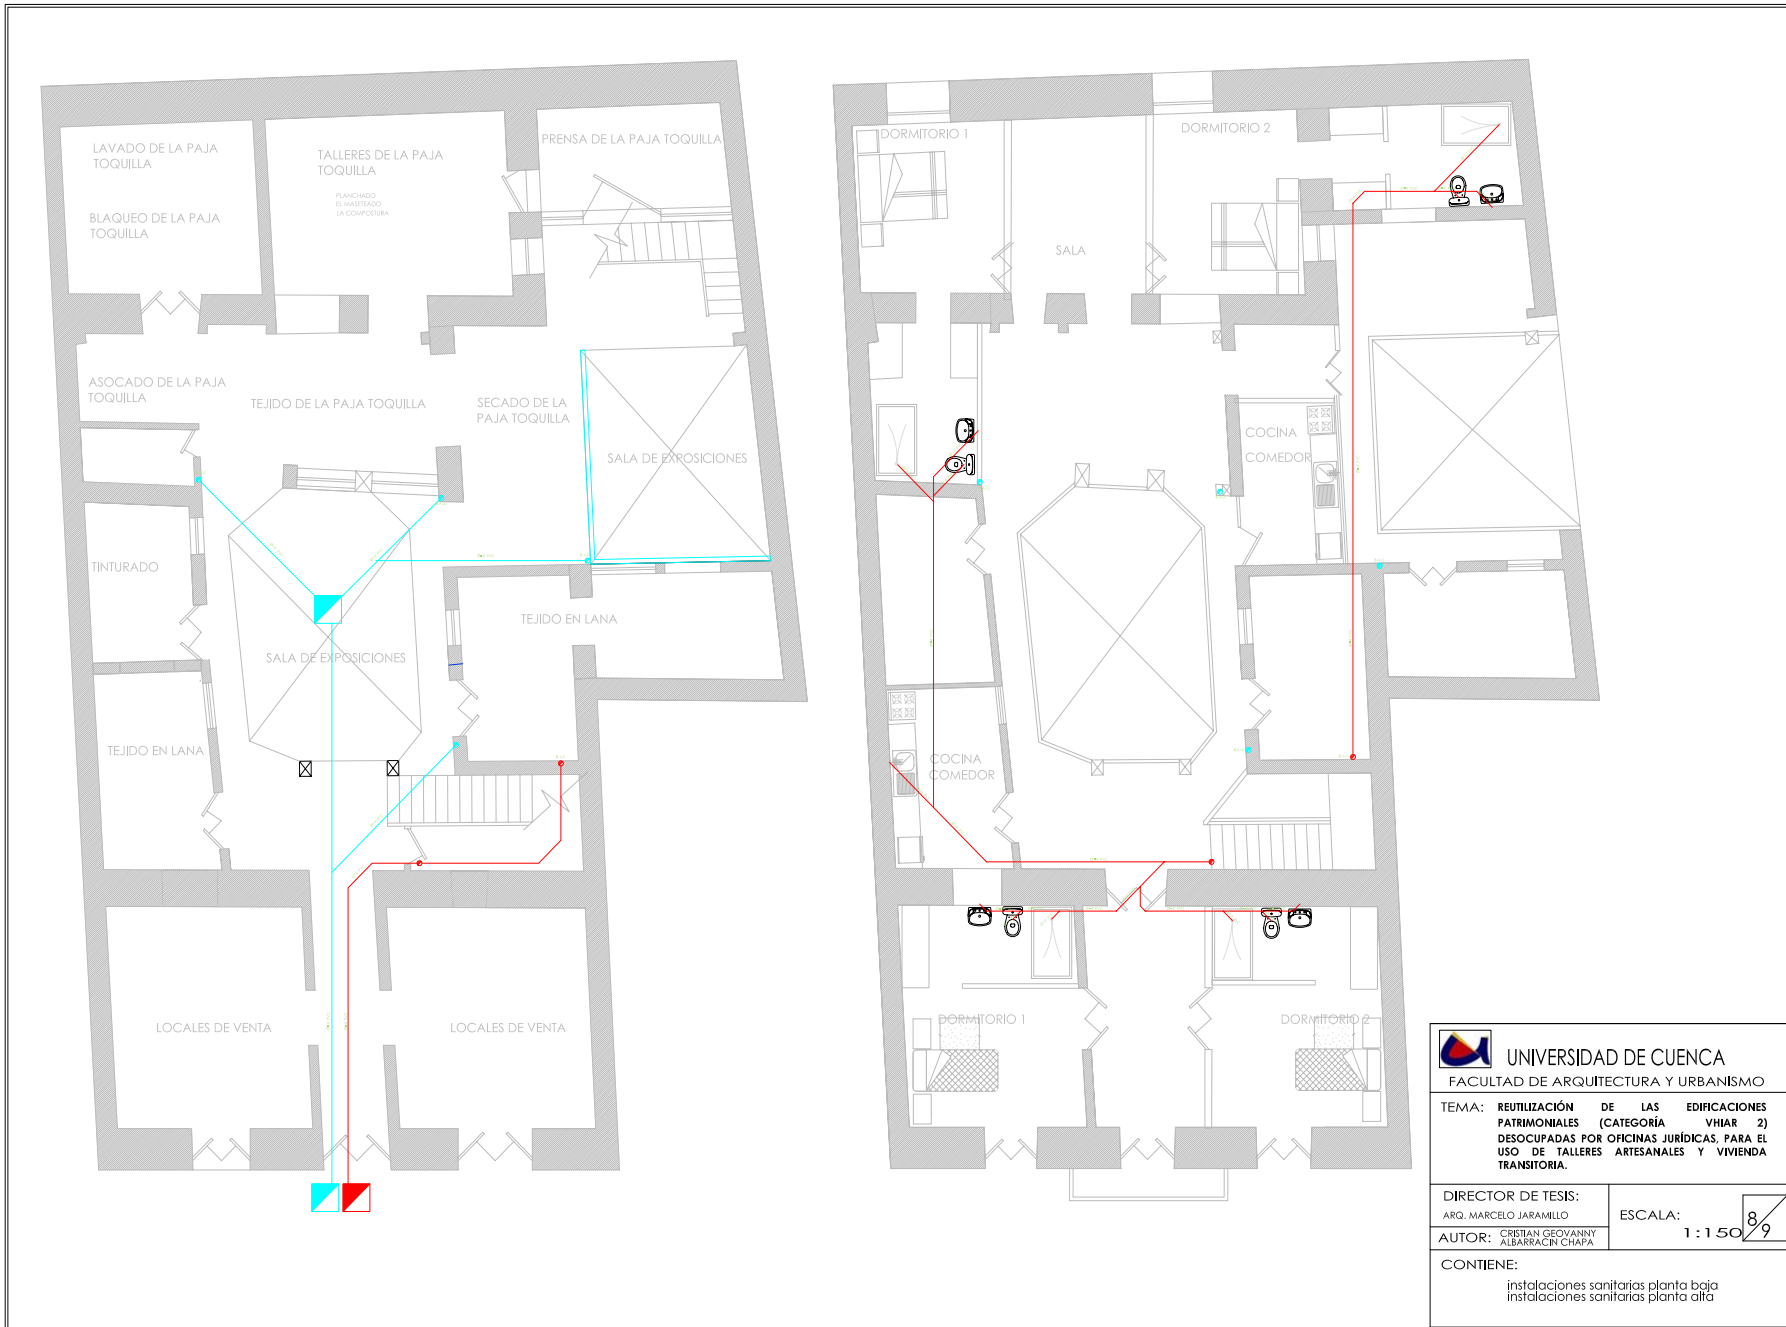 LAVADO DE LA PAJA
TOQUILLA
BLAQUEO DE LA PAJA
TOQUILLA
TALLERES DE LA PAJA
TOQUILLA
PLANCHADO
EL MASETEADO
LA COMPOSTURA
PRENSA DE LA PAJA TOQUILLA
ASOCADO DE LA PAJA
TOQUILLA
TEJIDO DE LA PAJA TOQUILLA
SECADO DE LA
PAJA TOQUILLA
SALA DE EXPOSICIONES
TINTURADO
TEJIDO EN LANA
SALA DE EXPOSICIONES
TEJIDO EN LANA
LOCALES DE VENTA
LOCALES DE VENTA
DORMITORIO 1
DORMITORIO 2
SALA
COCINA
COMEDOR
COCINA
COMEDOR
DORMITORIO 1
DORMITORIO 2
UNIVERSIDAD DE CUENCA
FACULTAD DE ARQUITECTURA Y URBANISMO
TEMA: REUTILIZACIÓN DE LAS EDIFICACIONES
PATRIMONIALES (CATEGORÍA VHIAR 2)
DESOCUPADAS POR OFICINAS JURÍDICAS, PARA EL
USO DE TALLERES ARTESANALES Y VIVIENDA
TRANSITORIA.
DIRECTOR DE TESIS:
ARQ. MARCELO JARAMILLO
AUTOR: CRISTIAN GEOVANNY
ALBARRACIN CHAPA
ESCALA:
1:150
8/9
CONTIENE:
instalaciones sanitarias planta baja
instalaciones sanitarias planta alta